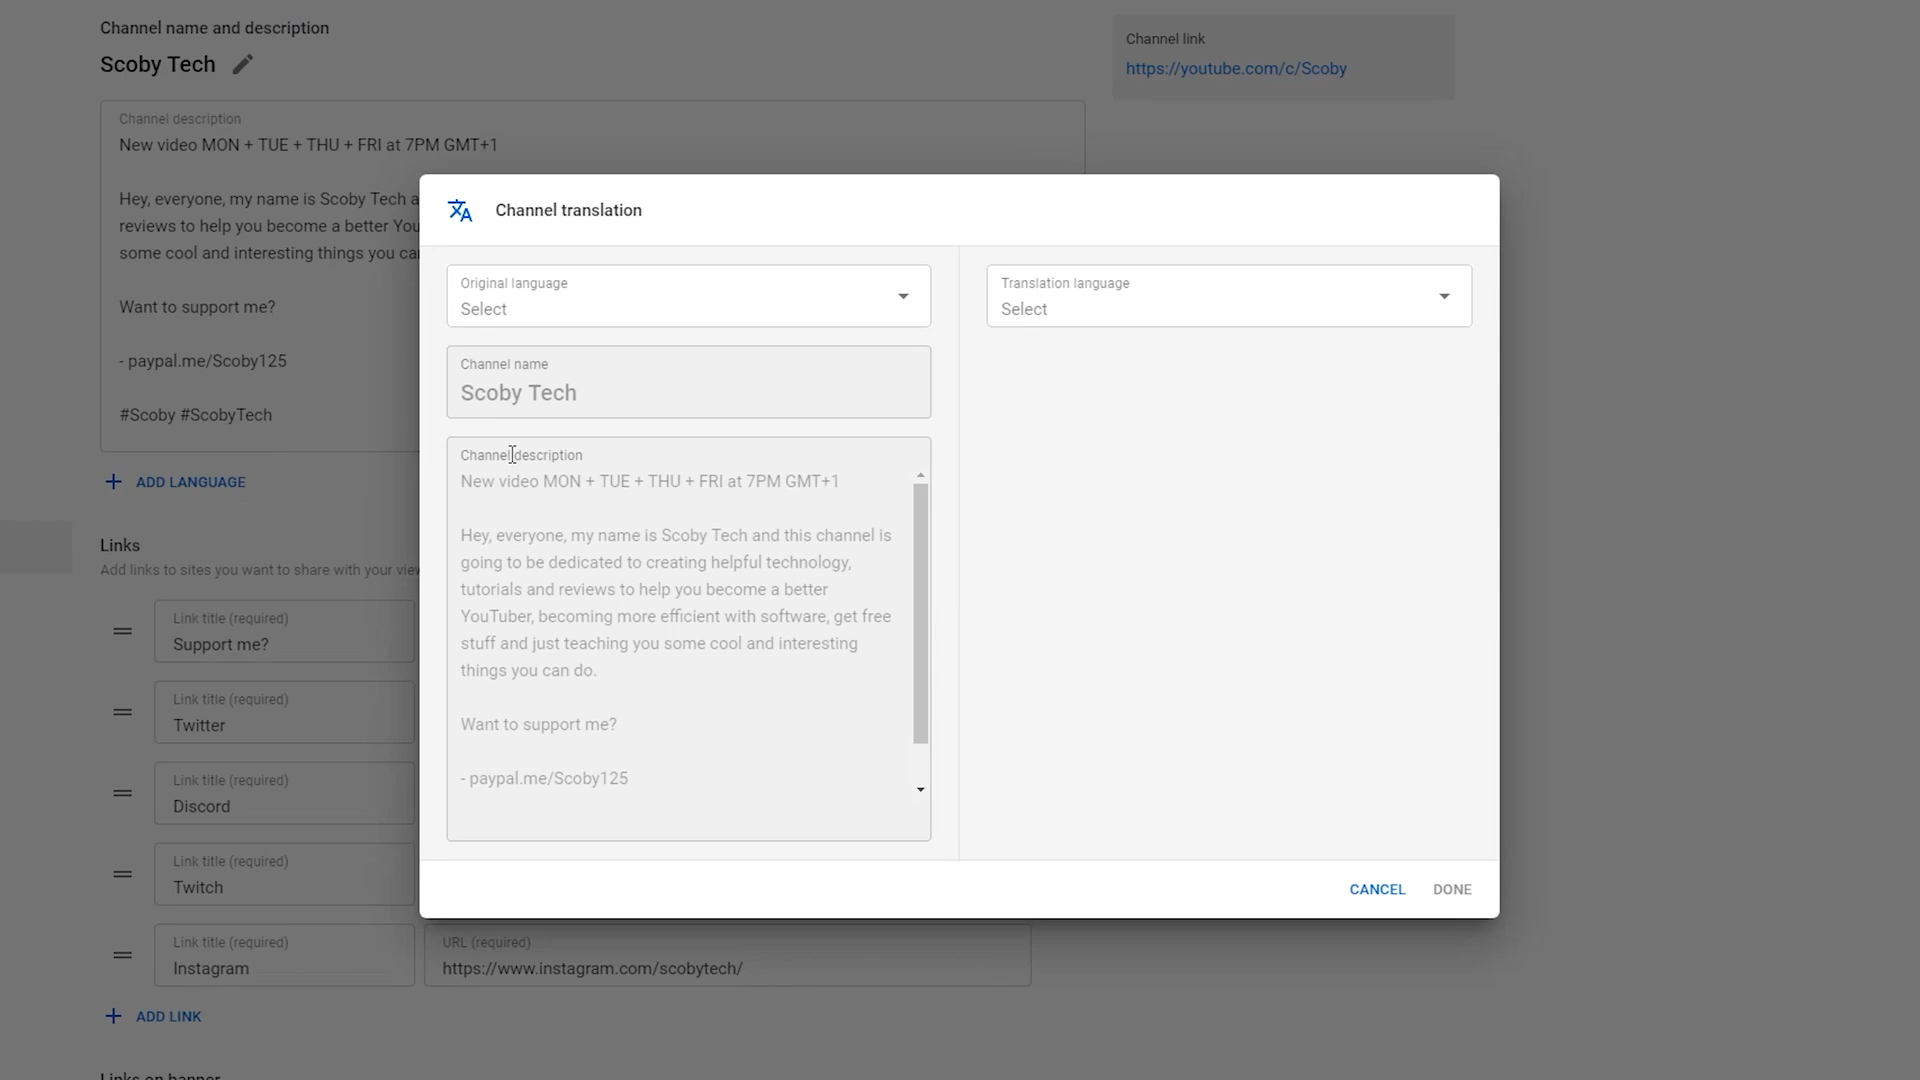 Channel name and description
Scoby Tech
Channel description
New video MON + TUE + THU + FRI at 7PM GMT+1
Hey, everyone, my name is Scoby Tech a
reviews to help you become a better You
some cool and interesting things you ca
Want to support me?
- paypal.me/Scoby125
#Scoby #ScobyTech
ADD LANGUAGE
Links
Add links to sites you want to share with your view
Link title (required)
Support me?
Link title (required)
Twitter
Link title (required)
Discord
Link title (required)
Twitch
Link title (required)
Instagram
URL (required)
https://www.instagram.com/scobytech/
ADD LINK
Links on banner
Channel link
https://youtube.com/c/Scoby
Channel translation
Original language
Select
Channel name
Scoby Tech
Channel description
New video MON + TUE + THU + FRI at 7PM GMT+1
Hey, everyone, my name is Scoby Tech and this channel is
going to be dedicated to creating helpful technology,
tutorials and reviews to help you become a better
YouTuber, becoming more efficient with software, get free
stuff and just teaching you some cool and interesting
things you can do.
Want to support me?
- paypal.me/Scoby125
Translation language
Select
CANCEL
DONE